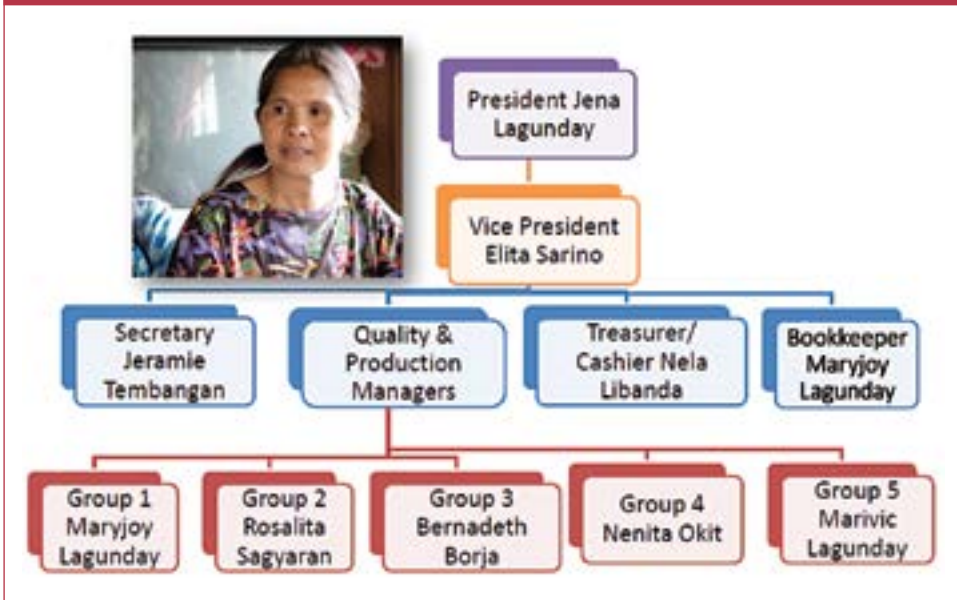 President Jena
Lagunday
Vice President
Elita Sarino
Secretary
Jeramie
Tembangan
Quality &
Production
Managers
Treasurer/
Cashier Nela
Libanda
Bookkeeper
Maryjoy
Lagunday
Group 1
Maryjoy
Lagunday
Group 2
Rosalita
Sagyaran
Group 3
Bernadeth
Borja
Group 4
Nenita Okit
Group 5
Marivic
Lagunday